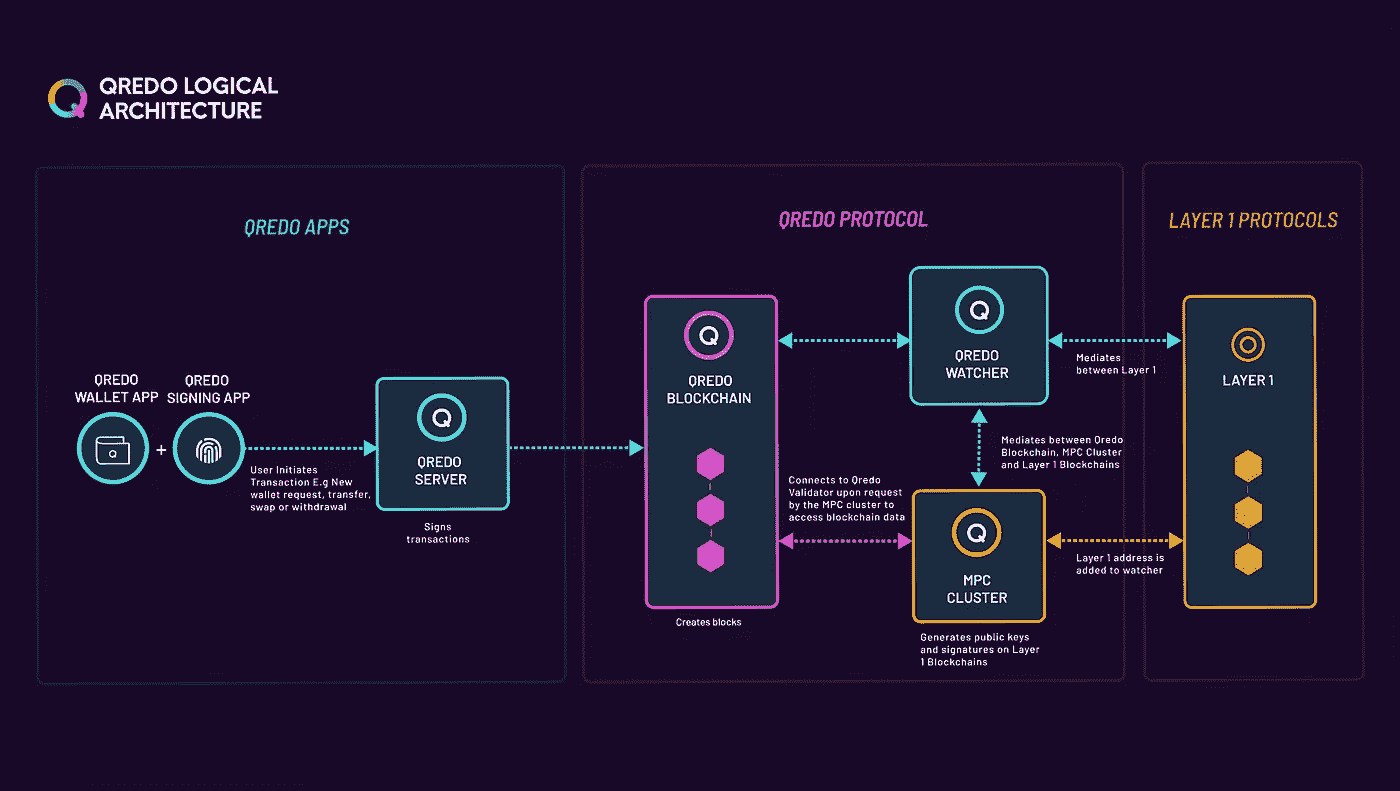 QREDO LOGICAL
ARCHITECTURE
QREDO APPS
QREDO
WALLET APP
+
QREDO
SIGNING APP
User Initiates
Transaction E.g New
wallet request, transfer,
swap or withdrawal
Q
QREDO
SERVER
Signs
transactions
QREDO PROTOCOL
Q
QREDO
BLOCKCHAIN
Creates blocks
Connects to Qredo
Validator upon request
by the MPC cluster to
access blockchain data
Q
QREDO
WATCHER
Mediates
between Layer 1
Mediates between Qredo
Blockchain, MPC Cluster
and Layer 1 Blockchains
Q
MPC
CLUSTER
Generates public keys
and signatures on Layer
1 Blockchains
Layer 1 address is
added to watcher
LAYER 1 PROTOCOLS
LAYER 1